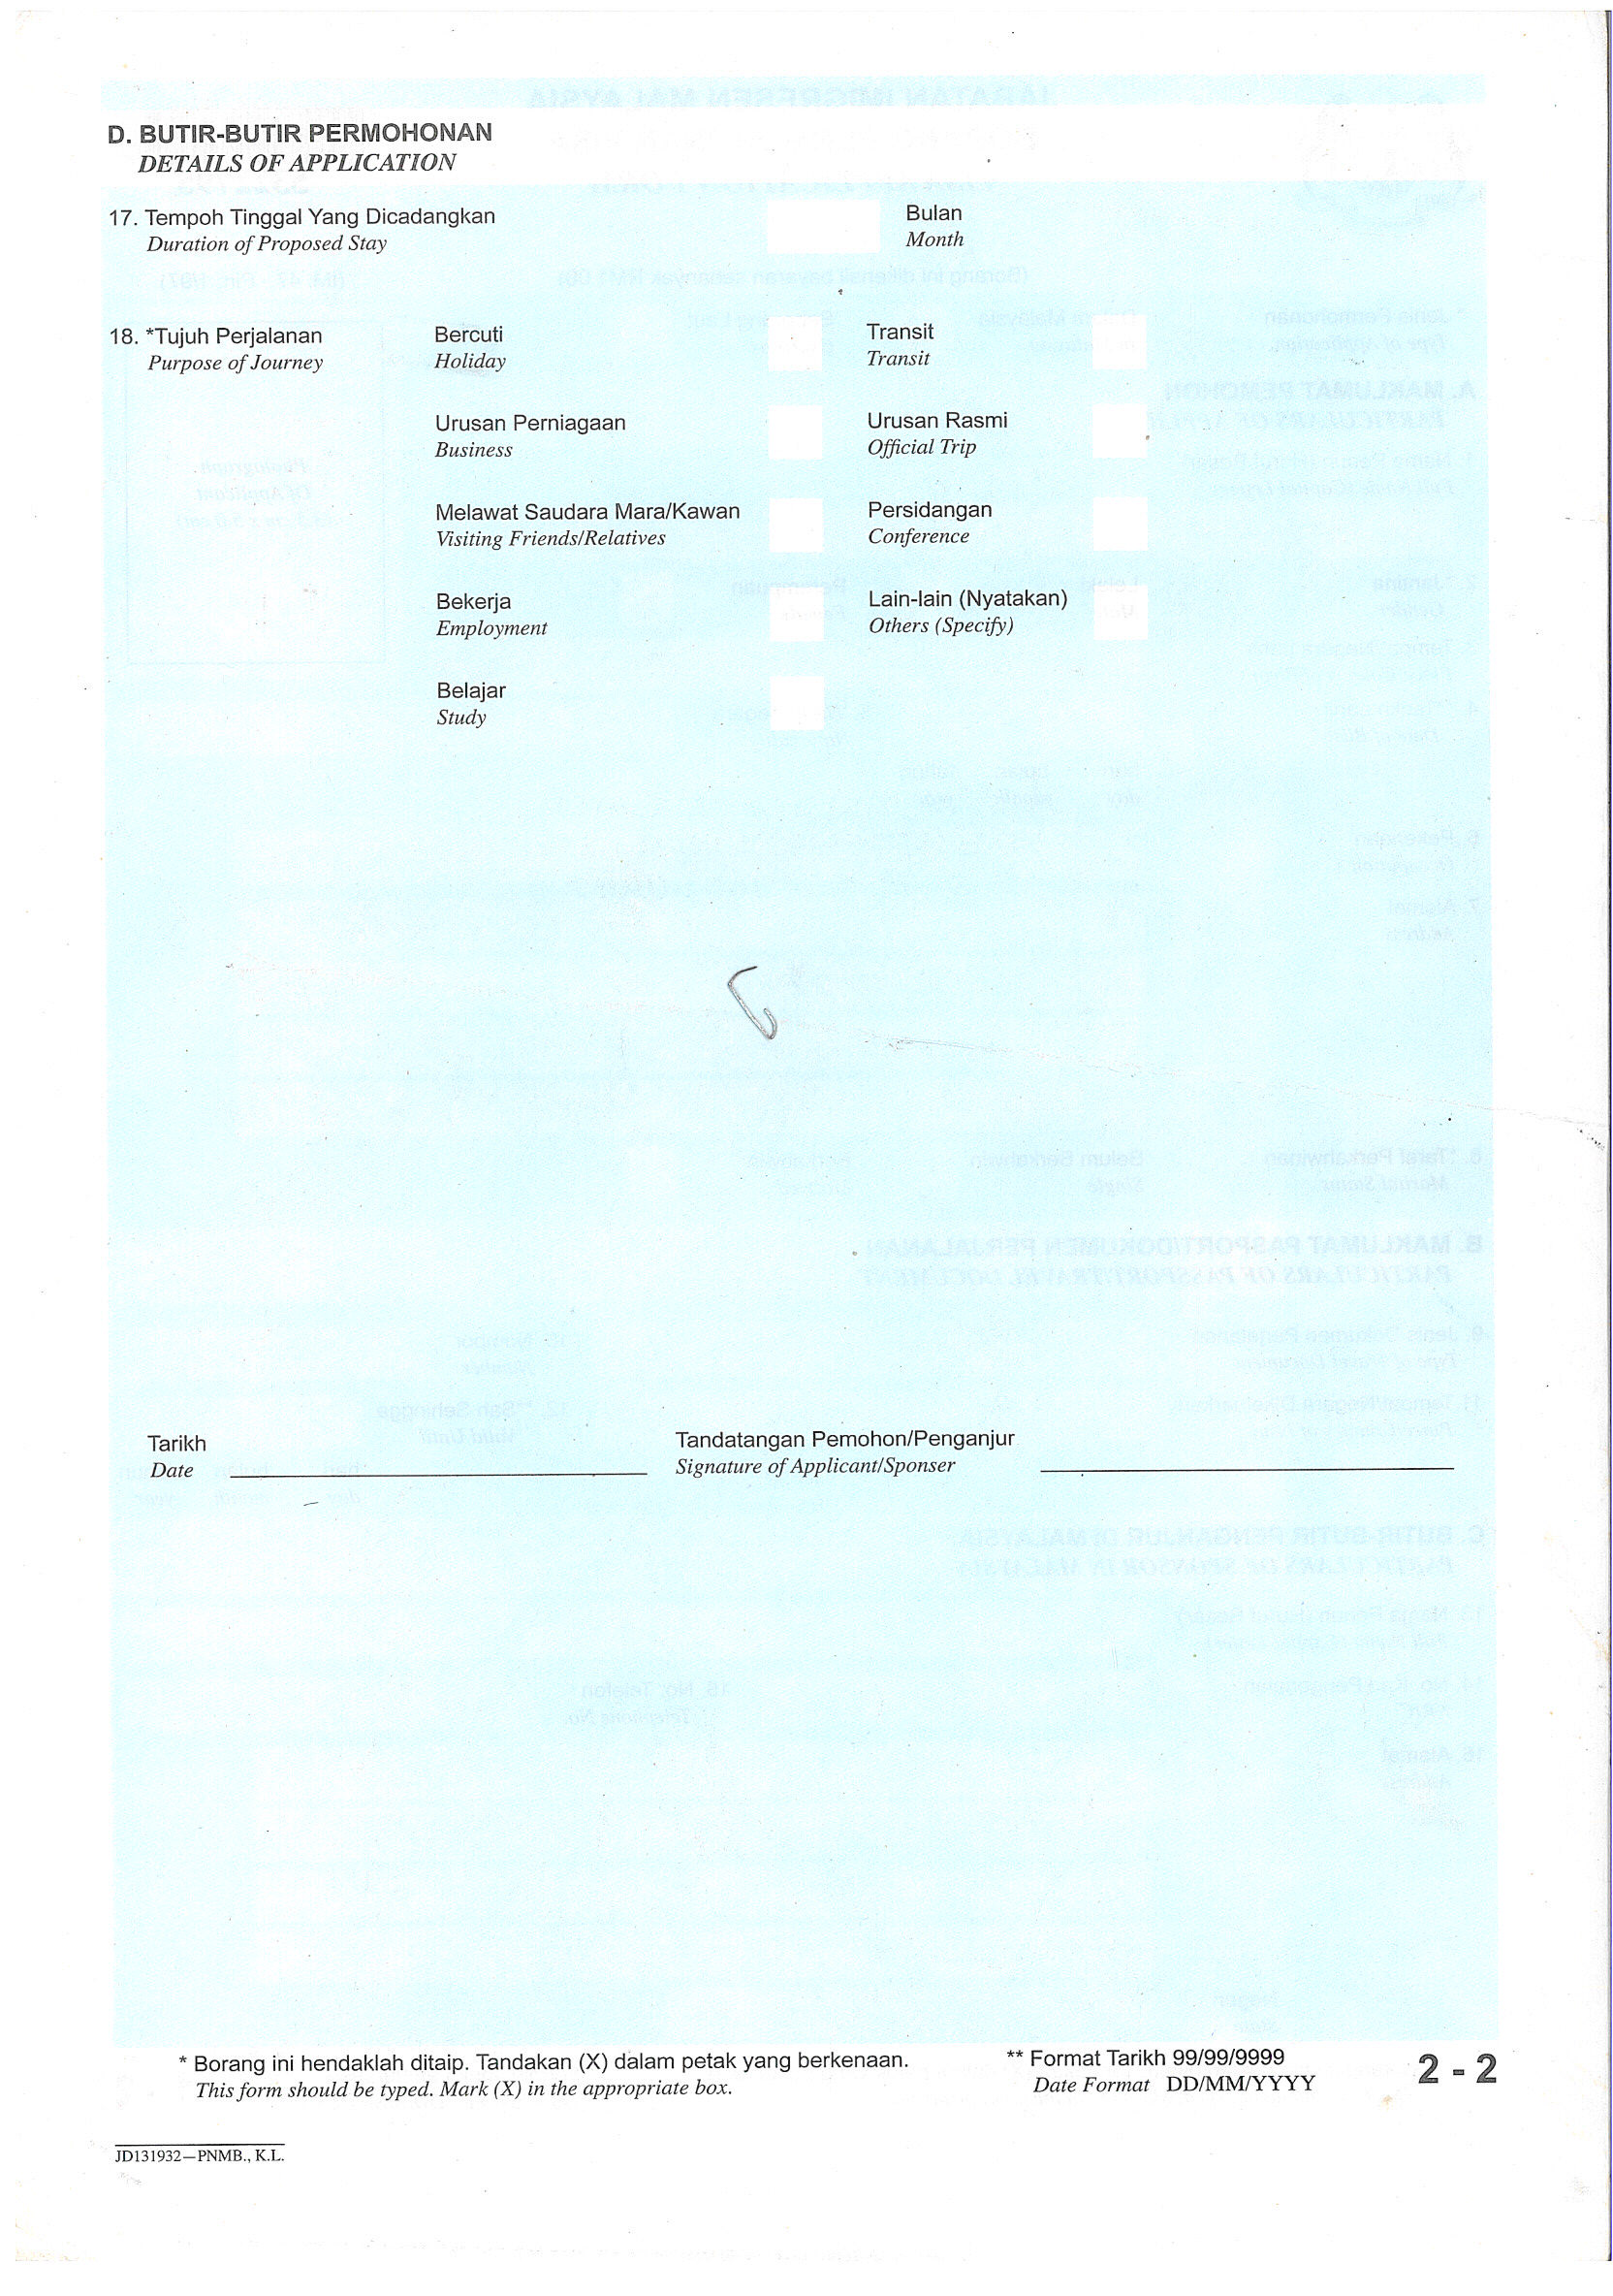 D. BUTIR-BUTIR PERMOHONAN
DETAILS OF APPLICATION
17. Tempoh Tinggal Yang Dicadangkan
Duration of Proposed Stay
Bulan
Month
18. *Tujuh Perjalanan
Purpose of Journey
Bercuti
Holiday
Transit
Transit
Urusan Perniagaan
Business
Urusan Rasmi
Official Trip
Melawat Saudara Mara/Kawan
Visiting Friends/Relatives
Persidangan
Conference
Bekerja
Employment
Lain-lain (Nyatakan)
Others (Specify)
Belajar
Study
Tarikh
Date
Tandatangan Pemohon/Penganjur
Signature of Applicant/Sponser
* Borang ini hendaklah ditaip. Tandakan (X) dalam petak yang berkenaan.
This form should be typed. Mark (X) in the appropriate box.
** Format Tarikh 99/99/9999
Date Format DD/MM/YYYY
2 - 2
JD131932—PNMB., K.L.